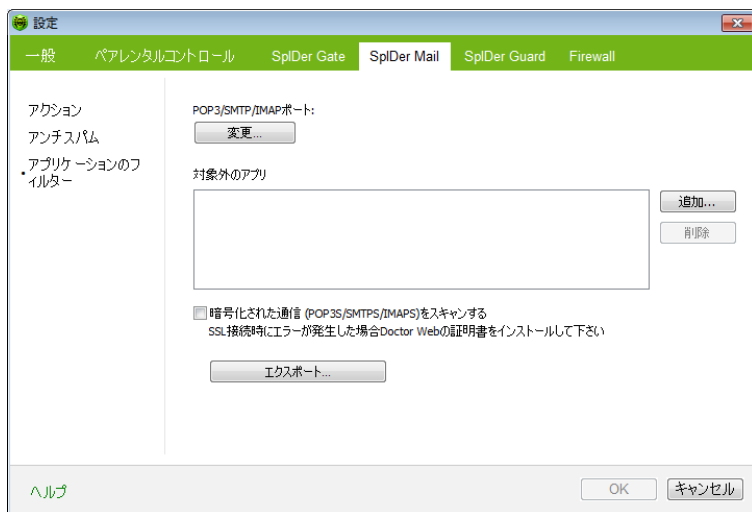 設定
一般
ペアレンタルコントロール
SpIDer Gate
SpIDer Mail
SpIDer Guard
Firewall
アクション
アンチスパム
アプリケーションのフ
ィルター
POP3/SMTP/IMAPポート:
変更...
対象外のアプリ
追加...
削除
暗号化された通信 (POP3S/SMTPS/IMAPS)をスキャンする
SSL接続時にエラーが発生した場合Doctor Webの証明書をインストールして下さい
エクスポート...
ヘルプ
OK
キャンセル